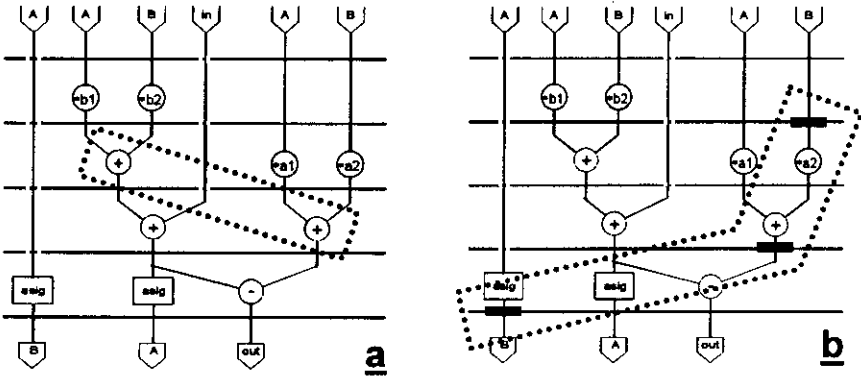 A A B in A B
*b1 *b2
+ *a1 *a2
+ +
asig asig -
B A out a
A A B in A B
*b1 *b2
+ *a1 *a2
+ +
asig asig -
B A out b